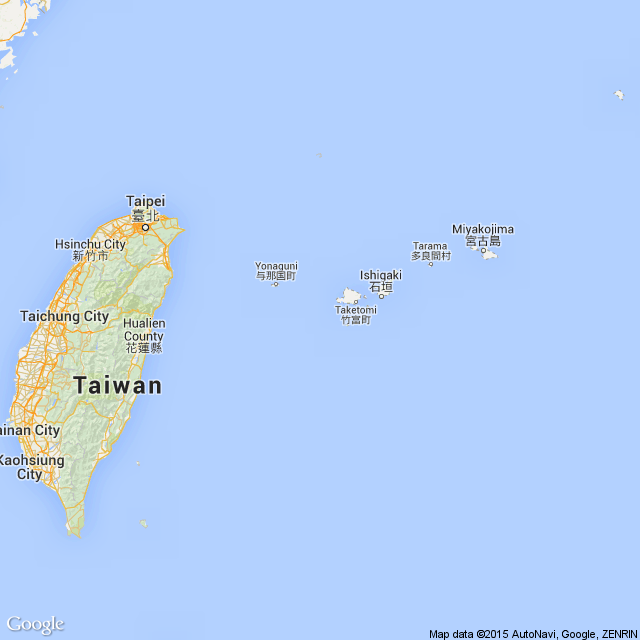 Taipei
臺北
Hsinchu City
新竹市
Miyakojima
宮古島
Tarama
多良間村
Yonaguni
与那国町
Ishigaki
石垣
Taketomi
竹富町
Taichung City
Hualien
County
花蓮縣
Taiwan
ainan City
Kaohsiung
City
Google
Map data ©2015 AutoNavi, Google, ZENRIN